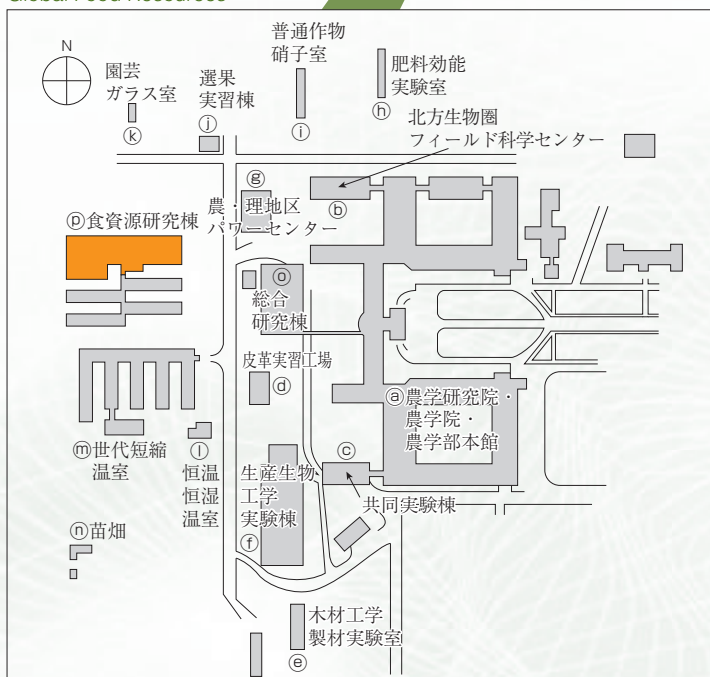 Global Food Resources
N
園芸
ガラス室
ⓚ
選果
実習棟
ⓙ
普通作物
硝子室
ⓘ
肥料効能
実験室
ⓗ
北方生物圏
フィールド科学センター
ⓑ
ⓖ
農・理地区
パワーセンター
ⓟ食資源研究棟
ⓞ
総合
研究棟
皮革実習工場
ⓓ
ⓐ農学研究院・
農学院・
農学部本館
ⓜ世代短縮
温室
ⓛ
恒温
恒湿
温室
生産生物
工学
実験棟
ⓕ
ⓒ
共同実験棟
ⓝ苗畑
木材工学
製材実験室
ⓔ